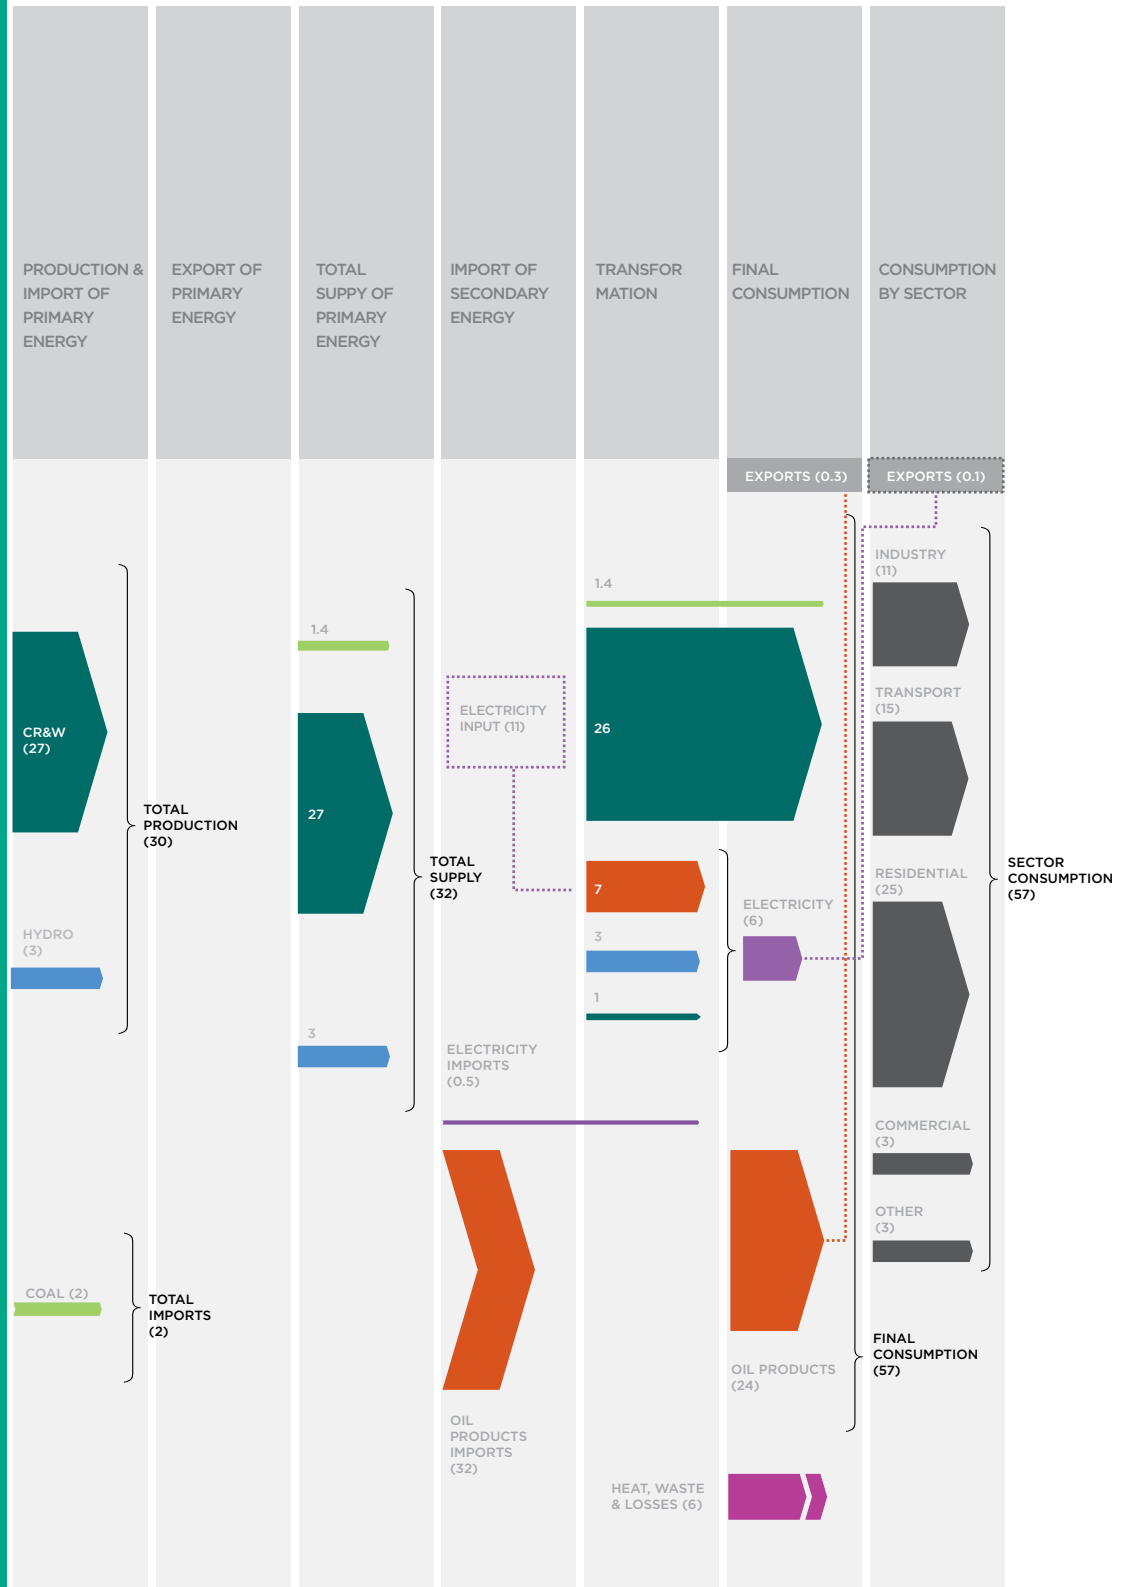 PRODUCTION &
IMPORT OF
PRIMARY
ENERGY
EXPORT OF
PRIMARY
ENERGY
TOTAL
SUPPY OF
PRIMARY
ENERGY
IMPORT OF
SECONDARY
ENERGY
TRANSFOR
MATION
FINAL
CONSUMPTION
CONSUMPTION
BY SECTOR
EXPORTS (0.3)
EXPORTS (0.1)
CR&W
(27)
HYDRO
(3)
TOTAL
PRODUCTION
(30)
COAL (2)
TOTAL
IMPORTS
(2)
1.4
27
3
TOTAL
SUPPLY
(32)
ELECTRICITY
INPUT (11)
ELECTRICITY
IMPORTS
(0.5)
OIL
PRODUCTS
IMPORTS
(32)
1.4
26
7
3
1
ELECTRICITY
(6)
OIL PRODUCTS
(24)
HEAT, WASTE
& LOSSES (6)
FINAL
CONSUMPTION
(57)
INDUSTRY
(11)
TRANSPORT
(15)
RESIDENTIAL
(25)
COMMERCIAL
(3)
OTHER
(3)
SECTOR
CONSUMPTION
(57)